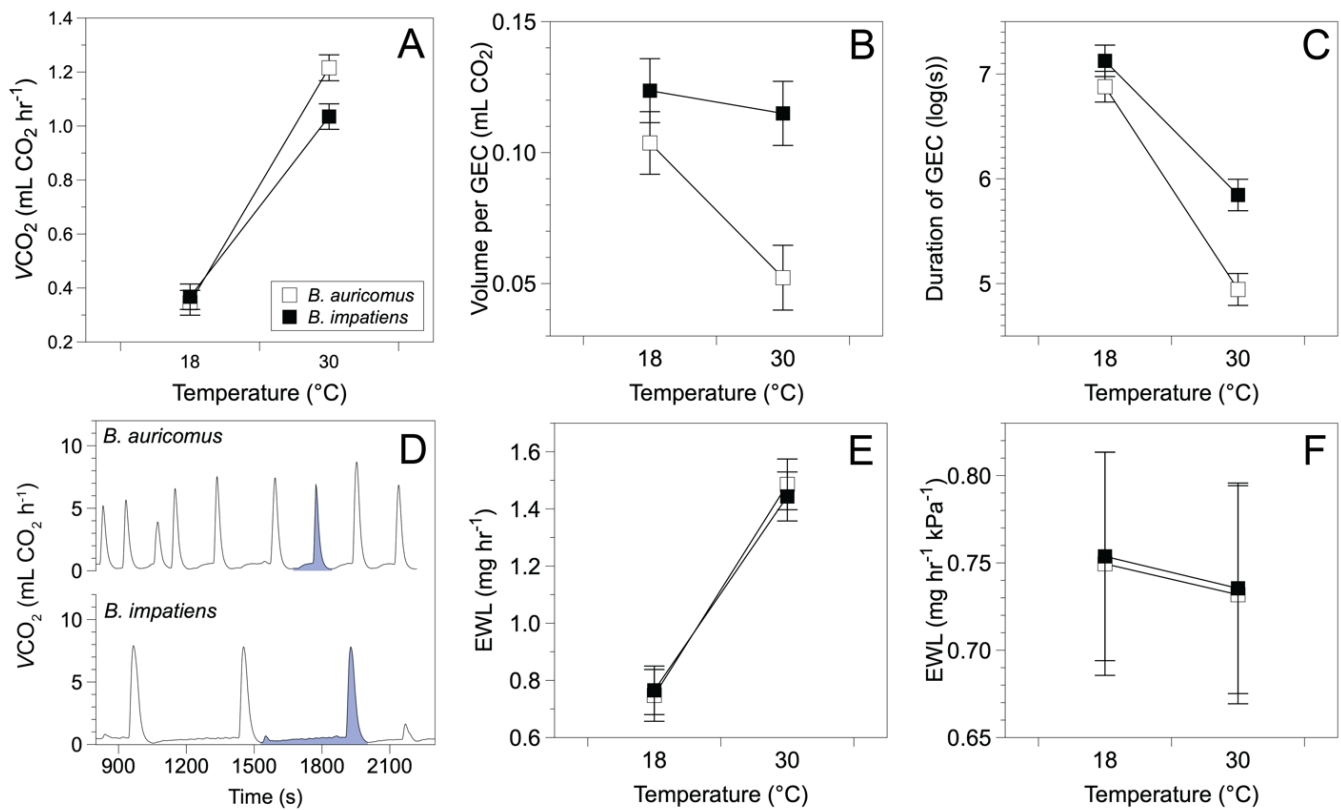 A
VCO₂ (mL CO₂ hr⁻¹)
1.4
1.2
1.0
0.8
0.6
0.4
0.2
B. auricomus
B. impatiens
18
30
Temperature (°C)
B
Volume per GEC (mL CO₂)
0.15
0.10
0.05
18
30
Temperature (°C)
C
Duration of GEC (log(s))
7
6
5
18
30
Temperature (°C)
D
VCO₂ (mL CO₂ h⁻¹)
B. auricomus
10
5
0
B. impatiens
10
5
0
900 1200 1500 1800 2100
Time (s)
E
EWL (mg hr⁻¹)
1.6
1.4
1.2
1.0
0.8
0.6
18
30
Temperature (°C)
F
EWL (mg hr⁻¹ kPa⁻¹)
0.80
0.75
0.70
0.65
18
30
Temperature (°C)